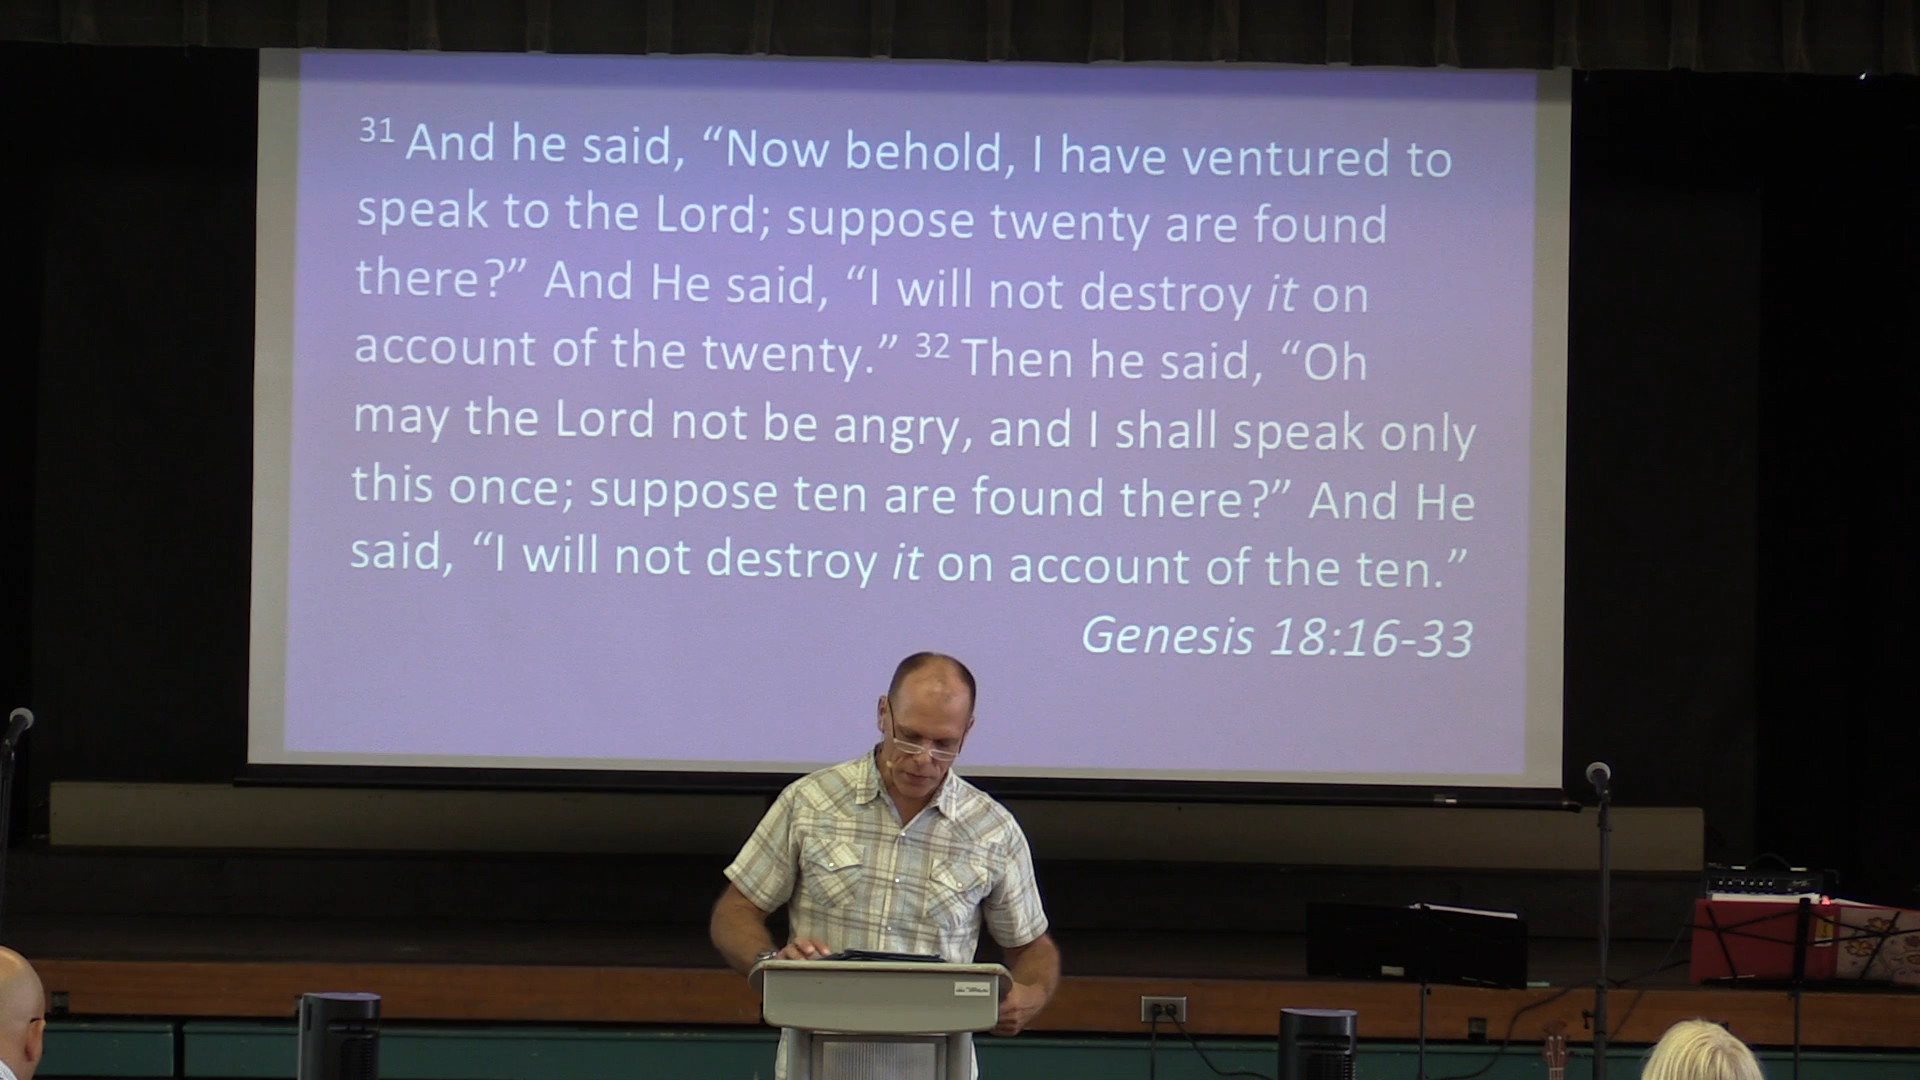 31 And he said, “Now behold, I have ventured to
speak to the Lord; suppose twenty are found
there?” And He said, “I will not destroy it on
account of the twenty.” 32 Then he said, “Oh
may the Lord not be angry, and I shall speak only
this once; suppose ten are found there?” And He
said, “I will not destroy it on account of the ten.”
Genesis 18:16-33